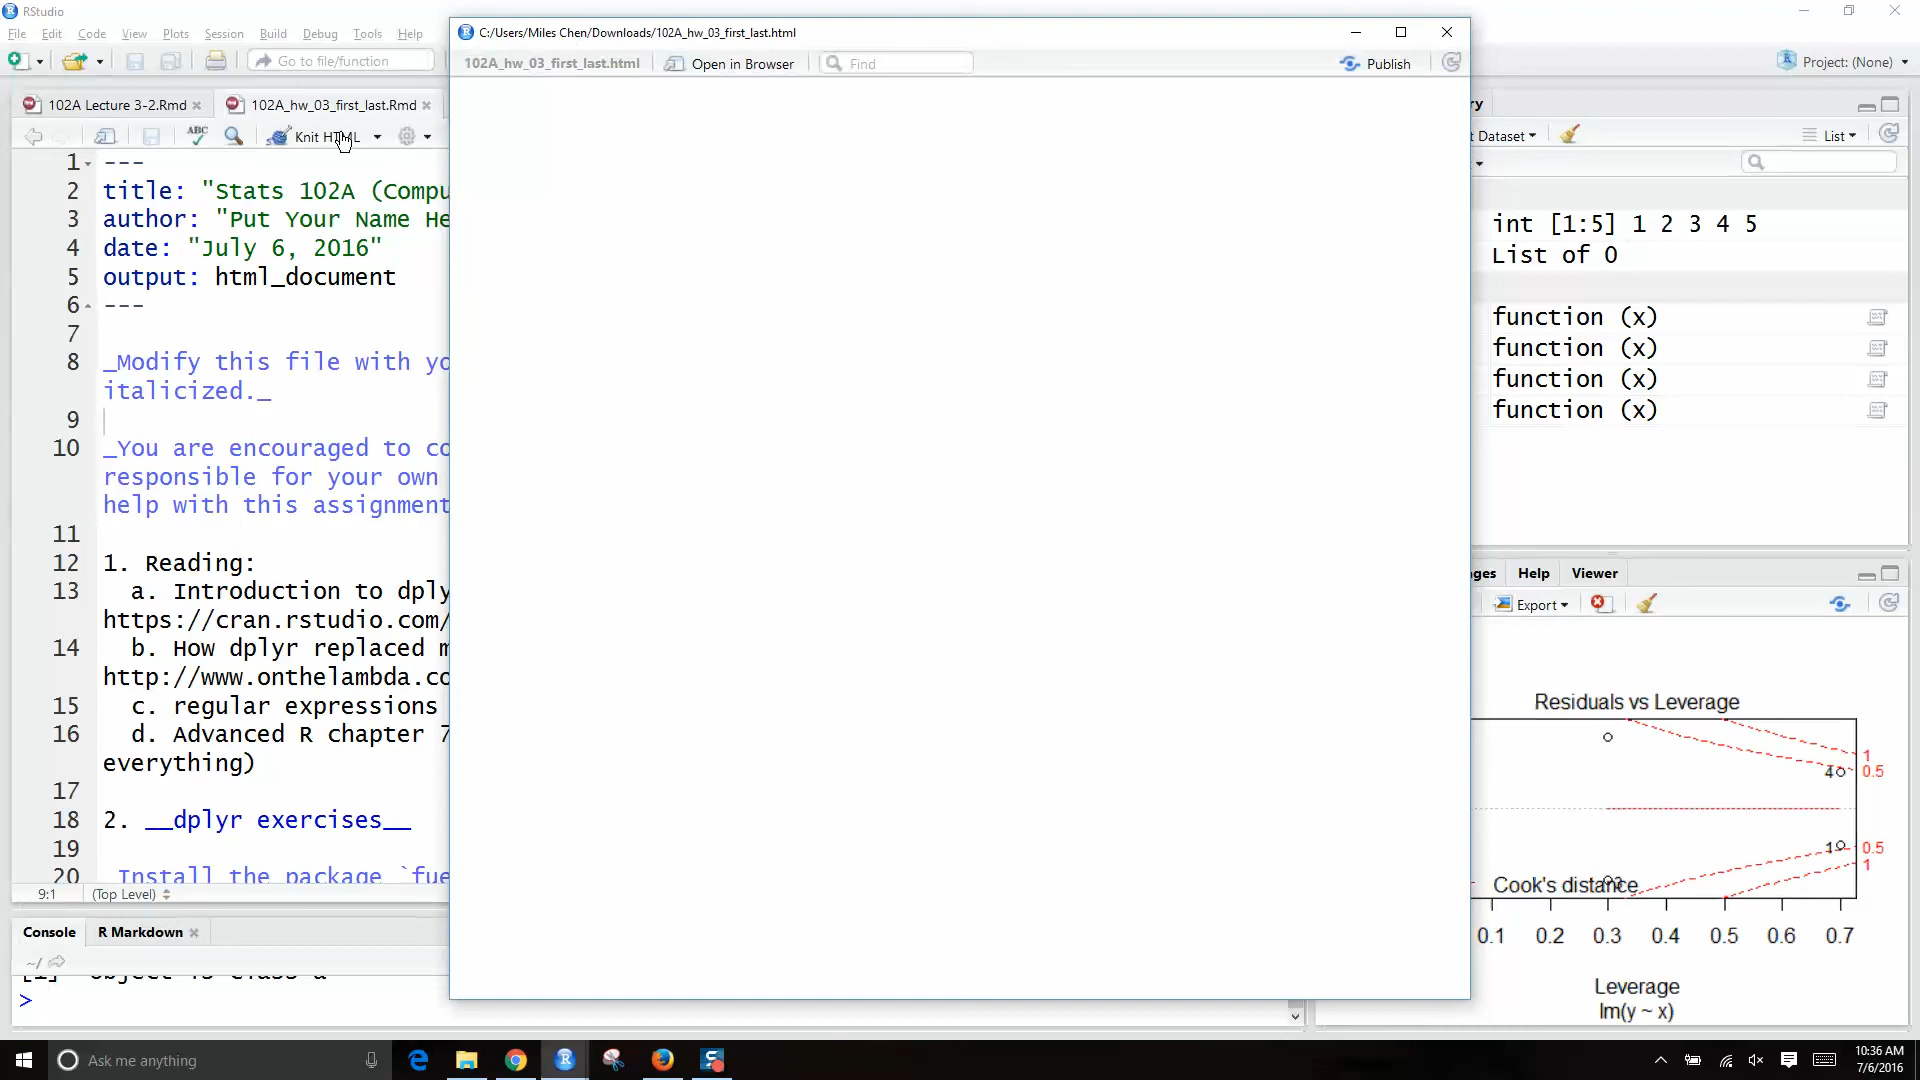 RStudio
File Edit Code View Plots Session Build Debug Tools Help
Go to file/function
Project: (None)
102A Lecture 3-2.Rmd
102A_hw_03_first_last.Rmd
ABC
Knit HTML
1 ---
2 title: "Stats 102A (Compu
3 author: "Put Your Name He
4 date: "July 6, 2016"
5 output: html_document
6 ---
7
8 _Modify this file with yo
italicized._
9
10 _You are encouraged to co
responsible for your own
help with this assignment
11
12 1. Reading:
13 a. Introduction to dply
https://cran.rstudio.com/
14 b. How dplyr replaced m
http://www.onthelambda.co
15 c. regular expressions
16 d. Advanced R chapter 7
everything)
17
18 2. __dplyr exercises__
19
20 Install the package `fue
9:1 (Top Level)
Console R Markdown
~/
>
C:/Users/Miles Chen/Downloads/102A_hw_03_first_last.html
102A_hw_03_first_last.html Open in Browser Find Publish
ry
t Dataset
List
int [1:5] 1 2 3 4 5
List of 0
function (x)
function (x)
function (x)
function (x)
ges Help Viewer
Export
Residuals vs Leverage
1
4
0.5
1
0.5
1
Cook's distance
0.1 0.2 0.3 0.4 0.5 0.6 0.7
Leverage
lm(y ~ x)
Ask me anything
10:36 AM
7/6/2016